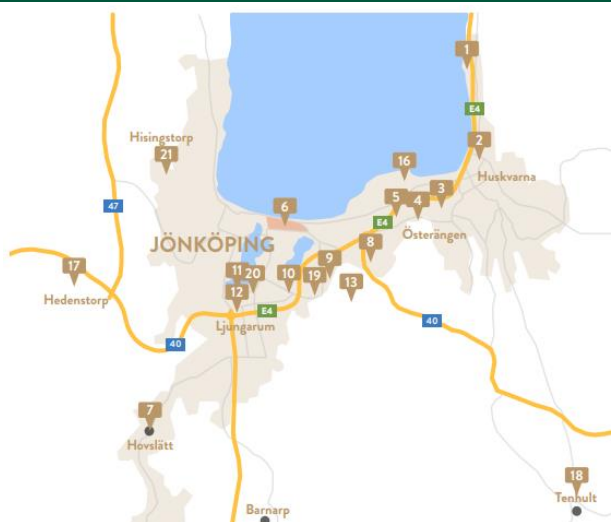 1
E4
Hisingstorp
21
2
16
Huskvarna
3
5
4
47
6
E4
Österängen
JÖNKÖPING
8
17
11
20
10
9
19
13
Hedenstorp
12
E4
40
Ljungarum
40
7
Hovslätt
18
Tenhult
Barnarp